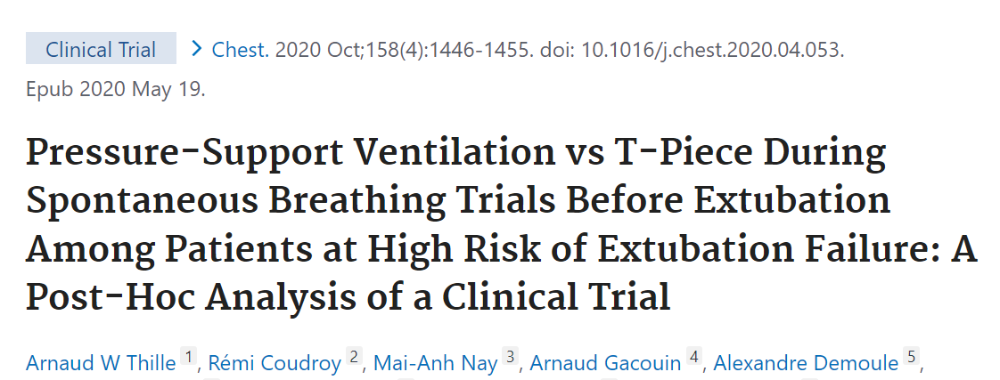 Clinical Trial > Chest. 2020 Oct;158(4):1446-1455. doi: 10.1016/j.chest.2020.04.053.
Epub 2020 May 19.
Pressure-Support Ventilation vs T-Piece During
Spontaneous Breathing Trials Before Extubation
Among Patients at High Risk of Extubation Failure: A
Post-Hoc Analysis of a Clinical Trial
Arnaud W Thille 1, Rémi Coudroy 2, Mai-Anh Nay 3, Arnaud Gacouin 4, Alexandre Demoule 5,